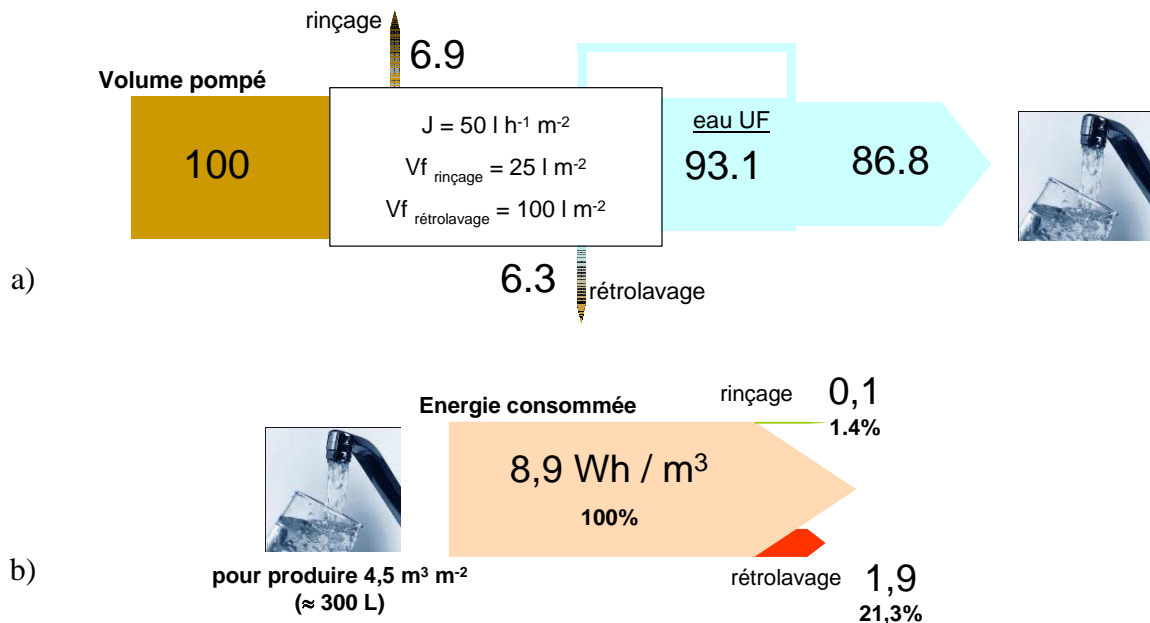 rinçage
6.9
Volume pompé
100
J = 50 l h⁻¹ m⁻²
Vf rinçage = 25 l m⁻²
Vf rétrolavage = 100 l m⁻²
eau UF
93.1
86.8
6.3
rétrolavage
a)
rinçage
0,1
1.4%
Energie consommée
8,9 Wh / m³
100%
b)
pour produire 4,5 m³ m⁻²
(≈ 300 L)
rétrolavage
1,9
21,3%